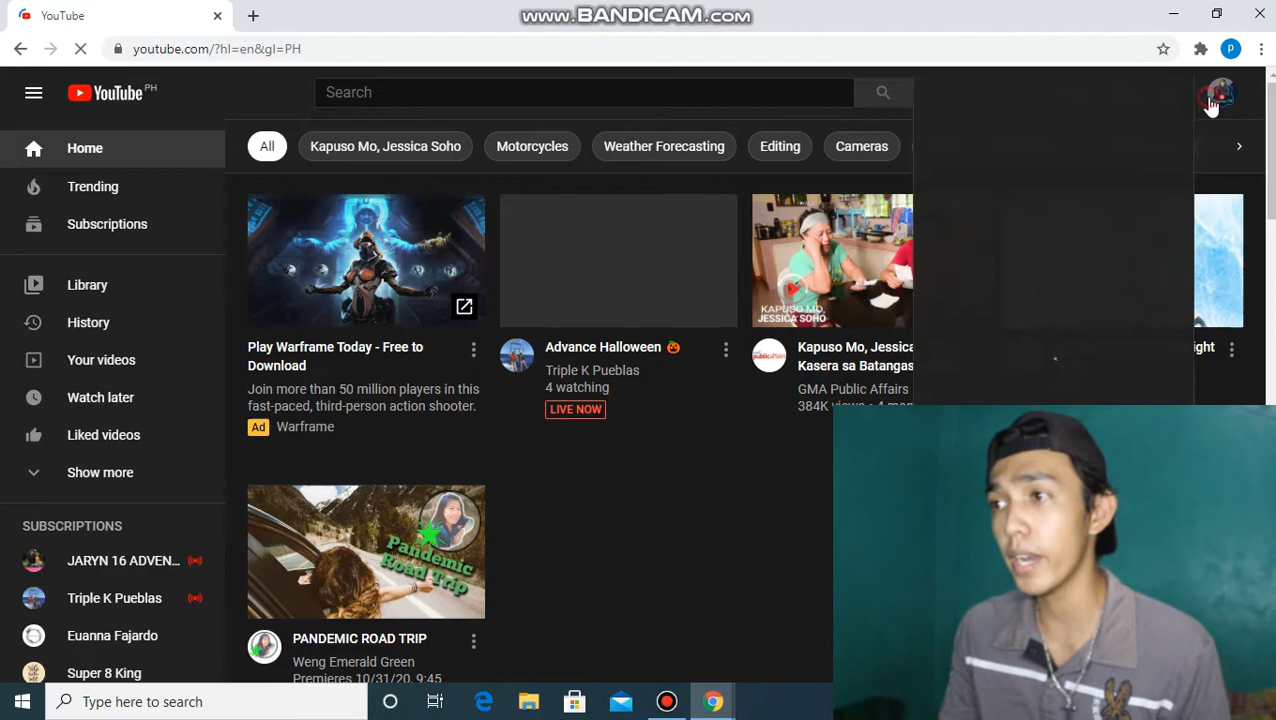 YouTube
www.BANDICAM.com
youtube.com/?hl=en&gl=PH
P
YouTube PH
Search
Home
Trending
Subscriptions
Library
History
Your videos
Watch later
Liked videos
Show more
SUBSCRIPTIONS
JARYN 16 ADVEN...
Triple K Pueblas
Euanna Fajardo
Super 8 King
All
Kapuso Mo, Jessica Soho
Motorcycles
Weather Forecasting
Editing
Cameras
Play Warframe Today - Free to
Download
Join more than 50 million players in this
fast-paced, third-person action shooter.
Ad Warframe
Advance Halloween 🎃
Triple K Pueblas
4 watching
LIVE NOW
KAPUSO MO,
JESSICA SOHO
Kapuso Mo, Jessica
Kasera sa Batangas
GMA Public Affairs
384K views
ght
Pandemic
Road Trip
PANDEMIC ROAD TRIP
Weng Emerald Green
Premieres 10/31/20, 9:45
Type here to search